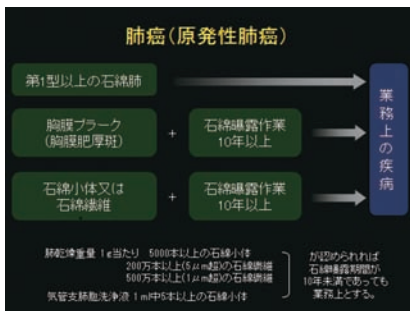 肺癌(原発性肺癌)
第1型以上の石綿肺
胸膜プラーク
(胸膜肥厚斑)
+
石綿曝露作業
10年以上
石綿小体又は
石綿繊維
+
石綿曝露作業
10年以上
業務上の疾病
肺乾燥重量 1g当たり 5000本以上の石綿小体
200万本以上(5μm超)の石綿繊維
500万本以上(1μm超)の石綿繊維
気管支肺胞洗浄液 1ml中5本以上の石綿小体
が認められれば
石綿曝露期間が
10年未満であっても
業務上とする。